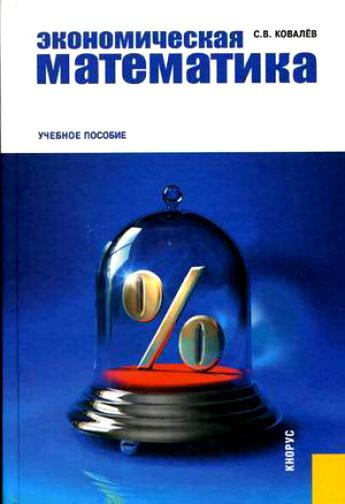 ЭКОНОМИЧЕСКАЯ
С.В. КОВАЛЁВ
МАТЕМАТИКА
УЧЕБНОЕ ПОСОБИЕ
%
КНОРУС